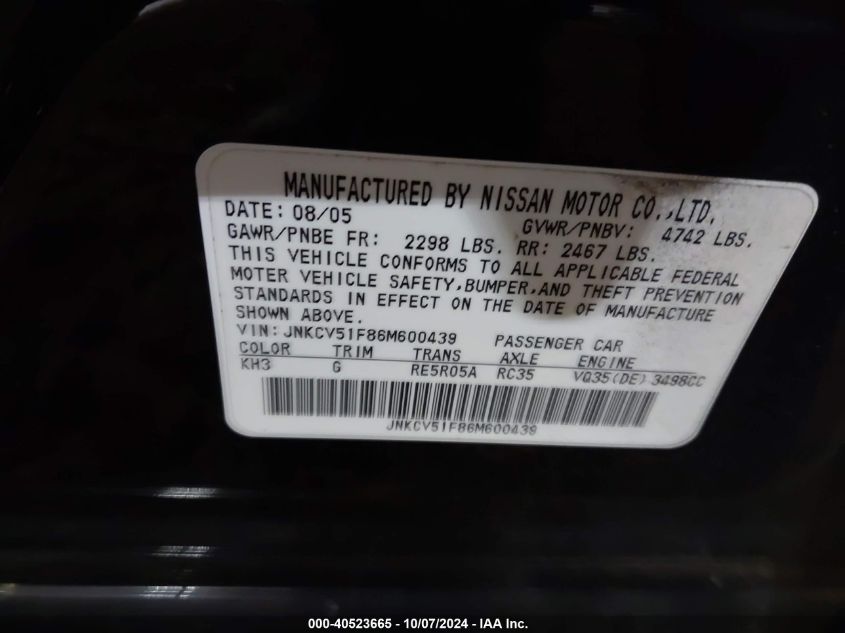 MANUFACTURED BY NISSAN MOTOR CO.,LTD.
DATE: 08/05 GVWR/PNBV: 4742 LBS.
GAWR/PNBE FR: 2298 LBS. RR: 2467 LBS.
THIS VEHICLE CONFORMS TO ALL APPLICABLE FEDERAL
MOTER VEHICLE SAFETY,BUMPER,AND THEFT PREVENTION
STANDARDS IN EFFECT ON THE DATE OF MANUFACTURE
SHOWN ABOVE.
VIN: JNKCV51F86M600439 PASSENGER CAR
COLOR TRIM TRANS AXLE ENGINE
KH3 G RE5R05A RC35 VQ35(DE) 3498CC
JNKCV51F86M600439
000-40523665 - 10/07/2024 - IAA Inc.